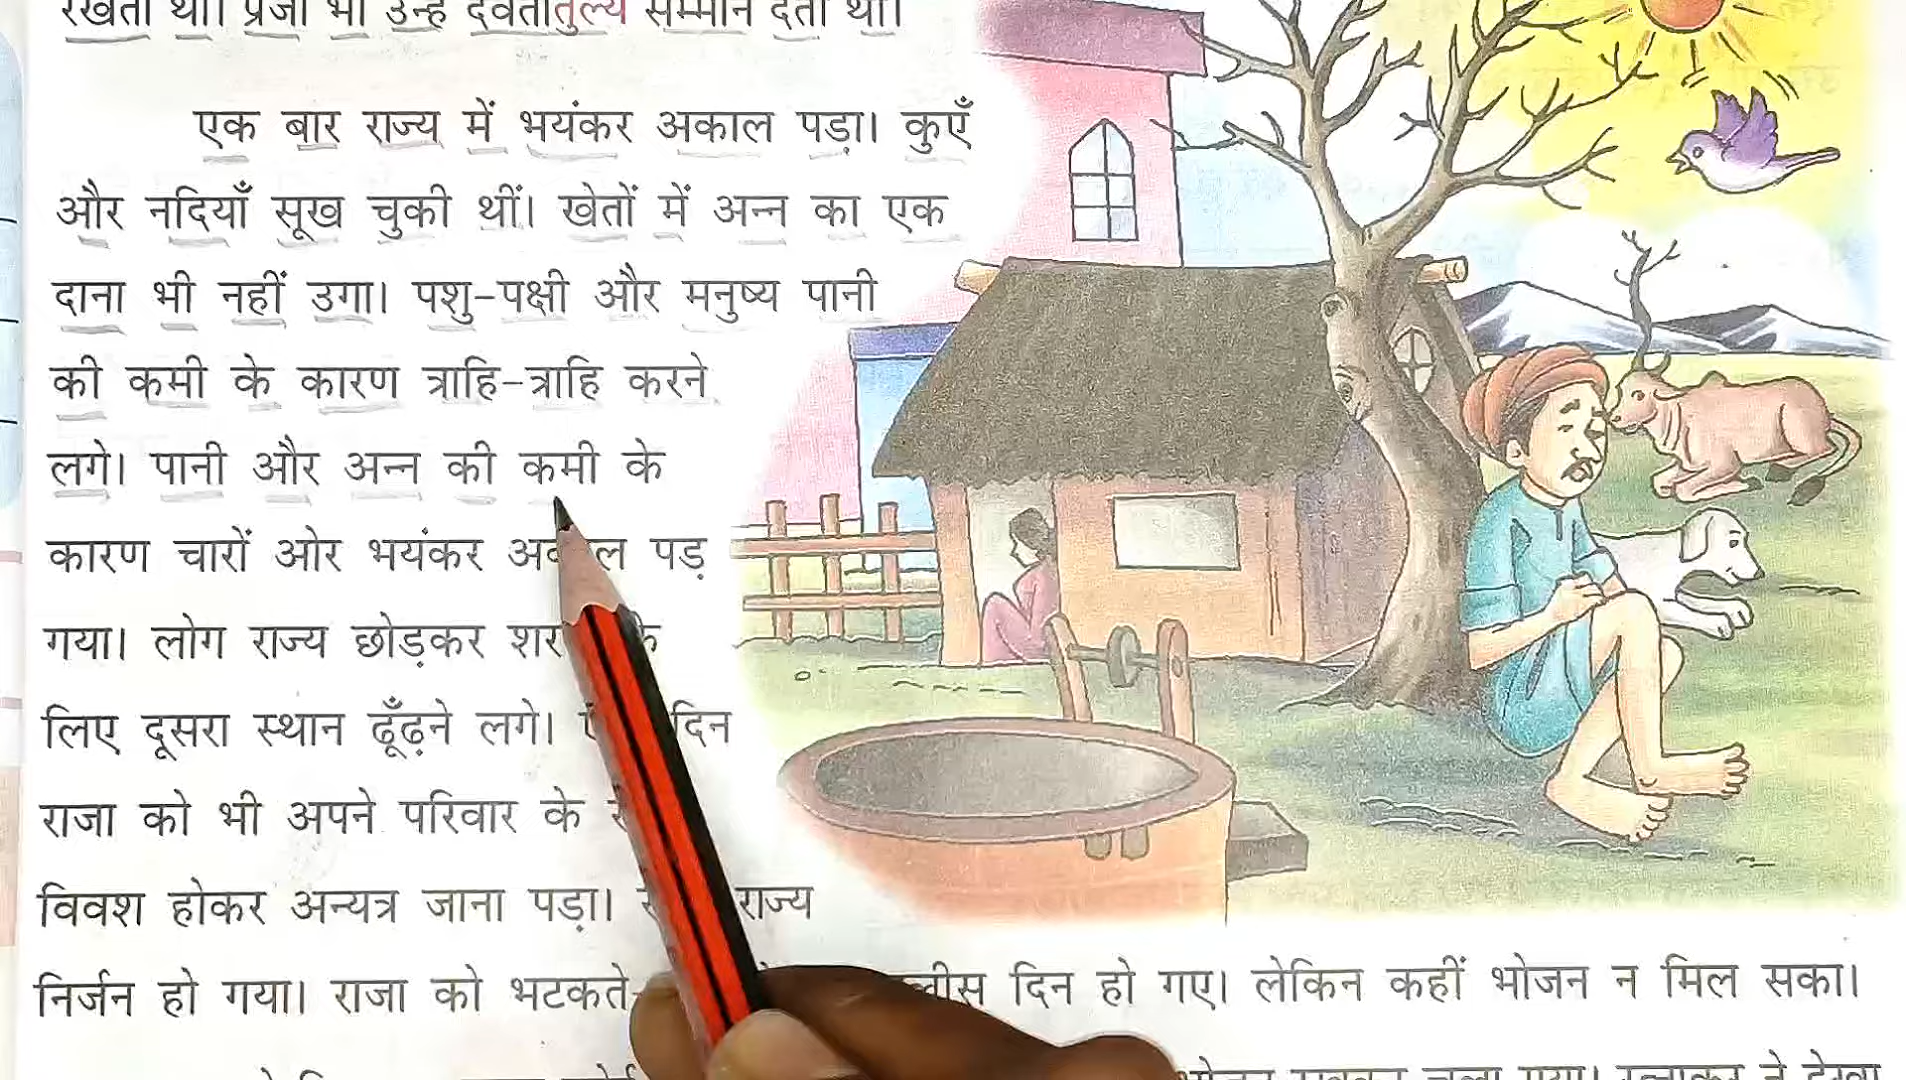 रखता था। प्रजा भी उन्हें देवतातुल्य सम्मान देती थी।
एक बार राज्य में भयंकर अकाल पड़ा। कुएँ
और नदियाँ सूख चुकी थीं। खेतों में अन्न का एक
दाना भी नहीं उगा। पशु-पक्षी और मनुष्य पानी
की कमी के कारण त्राहि-त्राहि करने
लगे। पानी और अन्न की कमी के
कारण चारों ओर भयंकर पड़
गया। लोग राज्य छोड़कर
लिए दूसरा स्थान ढूँढ़ने लगे। दिन
राजा को भी अपने परिवार के
विवश होकर अन्यत्र जाना पड़ा। राज्य
निर्जन हो गया। राजा को भटकते- दिन हो गए। लेकिन कहीं भोजन न मिल सका।